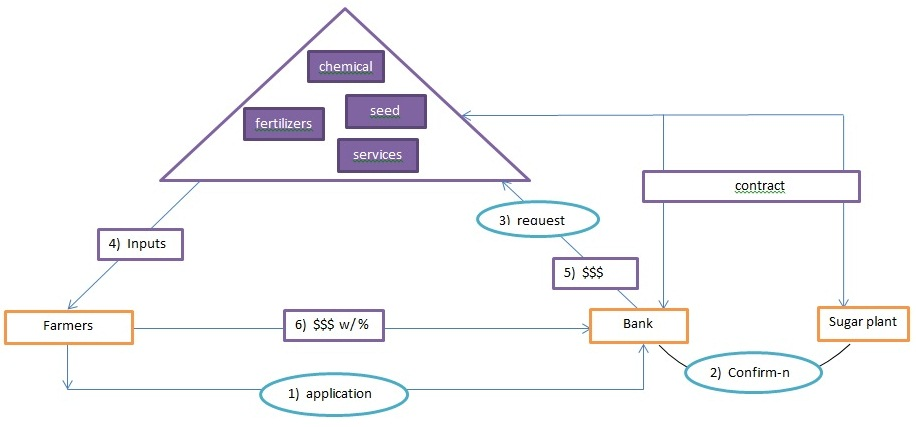 chemical
seed
fertilizers
services
contract
3) request
4) Inputs
5) $$$
Farmers
6) $$$ w/%
Bank
Sugar plant
2) Confirm-n
1) application